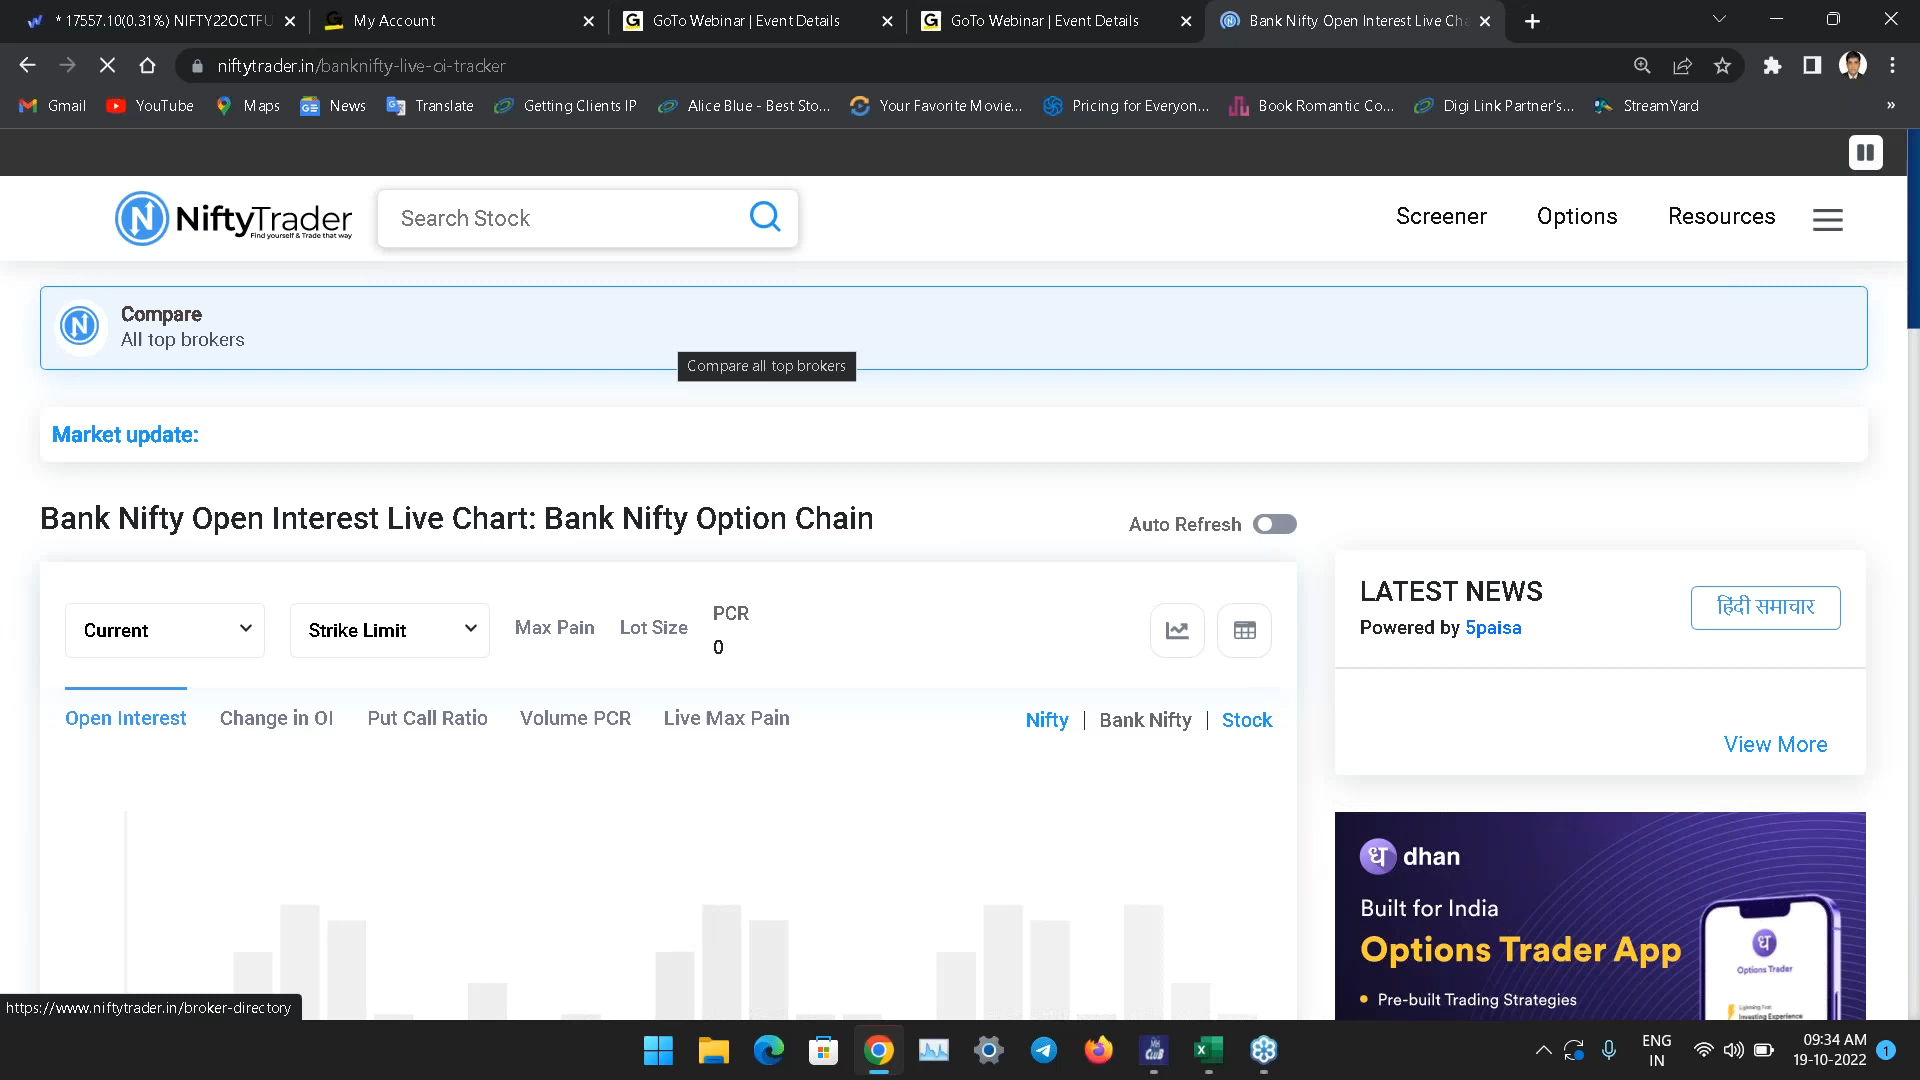 * 17557.10(0.31%) NIFTY22OCTFU
My Account
GoTo Webinar | Event Details
GoTo Webinar | Event Details
Bank Nifty Open Interest Live Cha
niftytrader.in/banknifty-live-oi-tracker
Gmail
YouTube
Maps
News
Translate
Getting Clients IP
Alice Blue - Best Sto...
Your Favorite Movie...
Pricing for Everyon...
Book Romantic Co...
Digi Link Partner's...
StreamYard
»
NiftyTrader
Find yourself & Trade that way
Search Stock
Screener
Options
Resources
Compare
All top brokers
Compare all top brokers
Market update:
Bank Nifty Open Interest Live Chart: Bank Nifty Option Chain
Auto Refresh
Current
Strike Limit
Max Pain
Lot Size
PCR
0
Open Interest
Change in OI
Put Call Ratio
Volume PCR
Live Max Pain
Nifty | Bank Nifty | Stock
LATEST NEWS
Powered by 5paisa
हिंदी समाचार
View More
ध dhan
Built for India
Options Trader App
• Pre-built Trading Strategies
ध
Options Trader
Lightning Fast
Investing Experience
https://www.niftytrader.in/broker-directory
MH
CLUB
ENG
IN
09:34 AM
19-10-2022
1